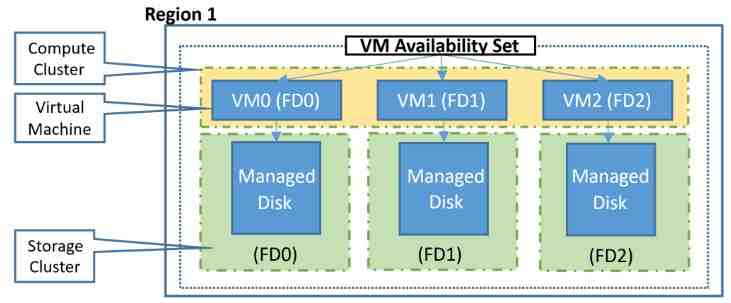 Region 1
Compute
Cluster
VM Availability Set
Virtual
Machine
VM0 (FD0)
VM1 (FD1)
VM2 (FD2)
Managed
Disk
Managed
Disk
Managed
Disk
Storage
Cluster
(FD0)
(FD1)
(FD2)